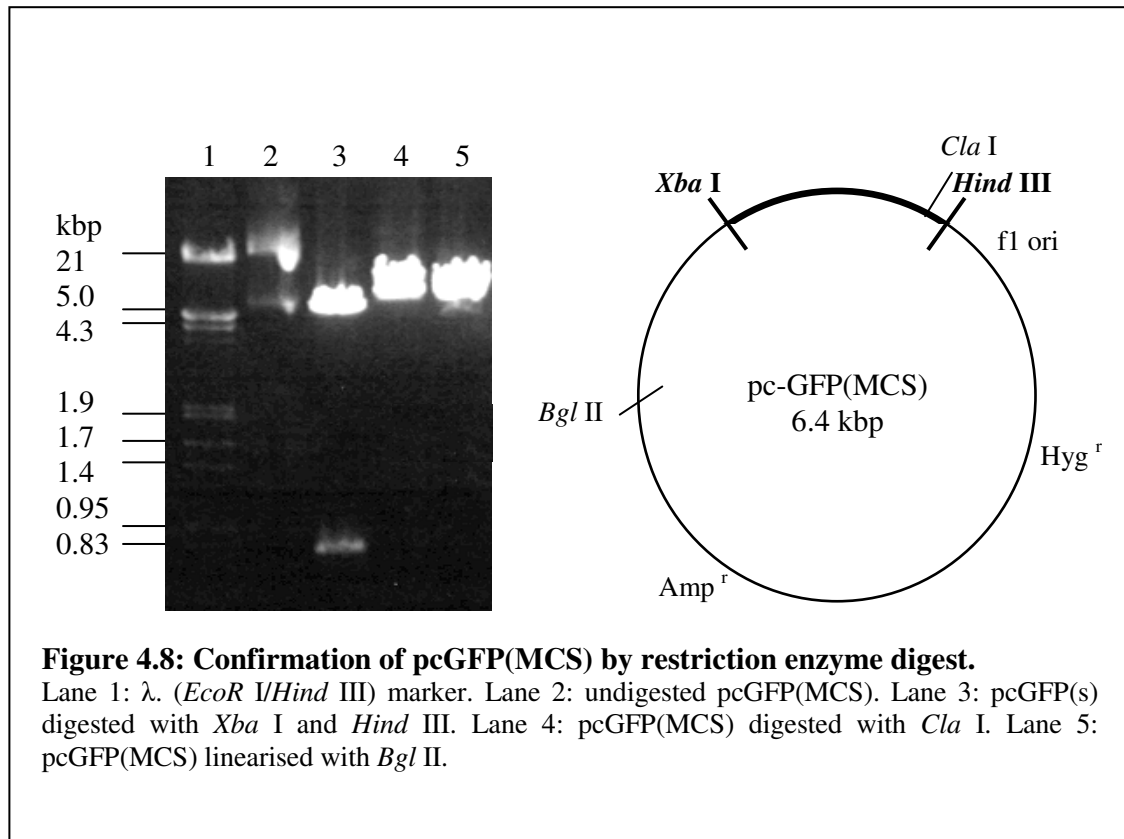 1 2 3 4 5
kbp
21
5.0
4.3
1.9
1.7
1.4
0.95
0.83
Cla I
Xba I
Hind III
f1 ori
pc-GFP(MCS)
6.4 kbp
Bgl II
Hyg r
Amp r
Figure 4.8: Confirmation of pcGFP(MCS) by restriction enzyme digest.
Lane 1: λ. (EcoR I/Hind III) marker. Lane 2: undigested pcGFP(MCS). Lane 3: pcGFP(s)
digested with Xba I and Hind III. Lane 4: pcGFP(MCS) digested with Cla I. Lane 5:
pcGFP(MCS) linearised with Bgl II.